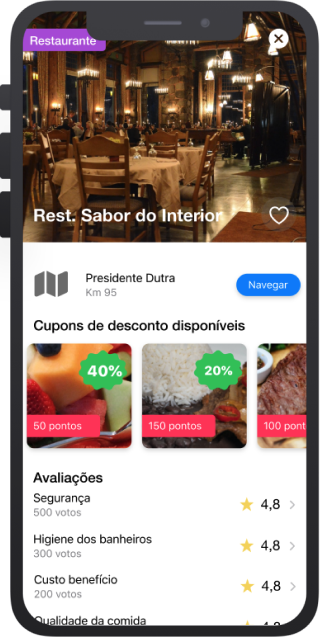 Restaurante
Rest. Sabor do Interior
Presidente Dutra
Km 95
Navegar
Cupons de desconto disponíveis
40%
20%
50 pontos
150 pontos
100 pont
Avaliações
Segurança
500 votos
4,8
Higiene dos banheiros
300 votos
4,8
Custo benefício
200 votos
4,8
Qualidade da comida
4,8